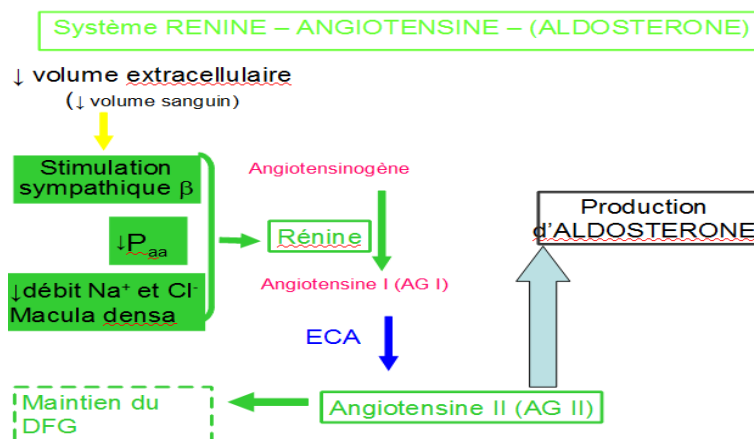 Système RENINE – ANGIOTENSINE – (ALDOSTERONE)
↓ volume extracellulaire
(↓ volume sanguin)
Stimulation
sympathique β
Angiotensinogène
Production
d'ALDOSTERONE
↓Paa
Rénine
↓débit Na⁺ et Cl⁻
Macula densa
Angiotensine I (AG I)
ECA
Maintien du
DFG
Angiotensine II (AG II)